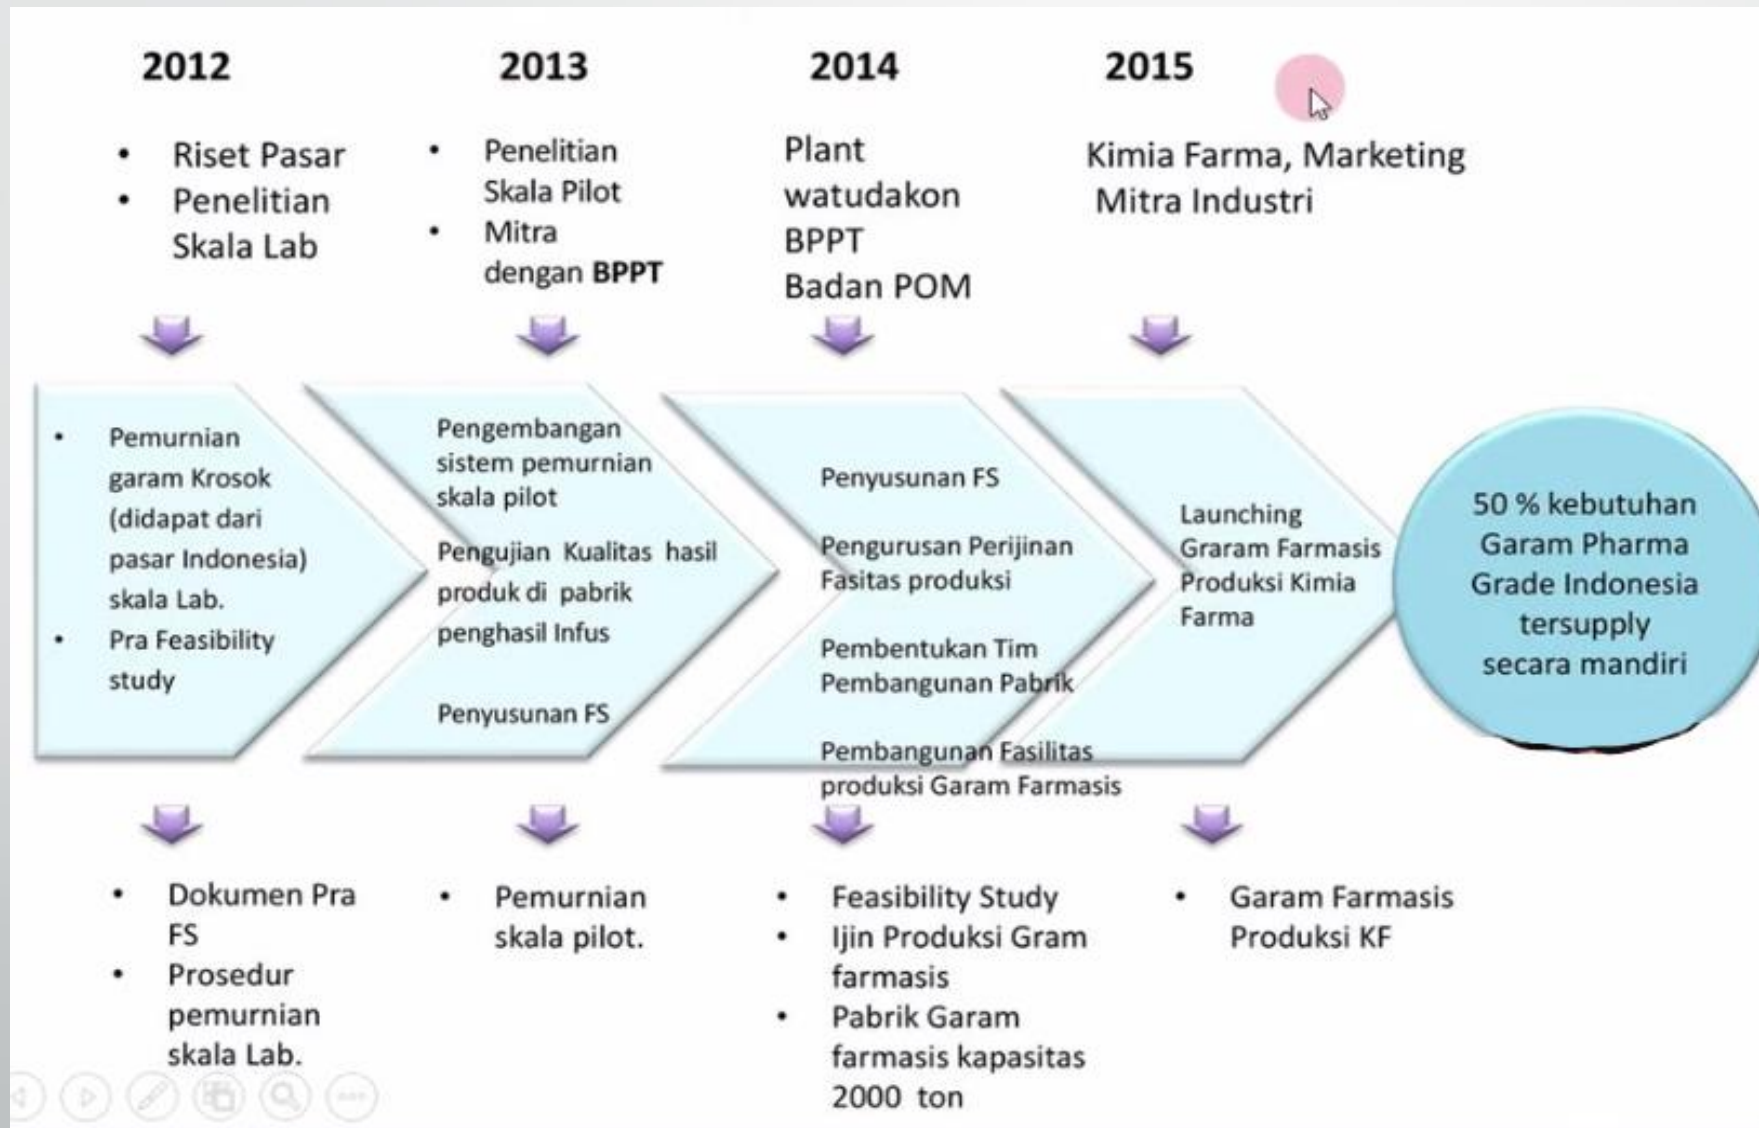 2012
• Riset Pasar
• Penelitian
Skala Lab
2013
• Penelitian
Skala Pilot
• Mitra
dengan BPPT
2014
Plant
watudakon
BPPT
Badan POM
2015
Kimia Farma, Marketing
Mitra Industri
• Pemurnian
garam Krosok
(didapat dari
pasar Indonesia)
skala Lab.
• Pra Feasibility
study
Pengembangan
sistem pemurnian
skala pilot
Pengujian Kualitas hasil
produk di pabrik
penghasil Infus
Penyusunan FS
Penyusunan FS
Pengurusan Perijinan
Fasitas produksi
Pembentukan Tim
Pembangunan Pabrik
Pembangunan Fasilitas
produksi Garam Farmasis
Launching
Graram Farmasis
Produksi Kimia
Farma
50 % kebutuhan
Garam Pharma
Grade Indonesia
tersupply
secara mandiri
• Dokumen Pra
FS
• Prosedur
pemurnian
skala Lab.
• Pemurnian
skala pilot.
• Feasibility Study
• Ijin Produksi Gram
farmasis
• Pabrik Garam
farmasis kapasitas
2000 ton
• Garam Farmasis
Produksi KF